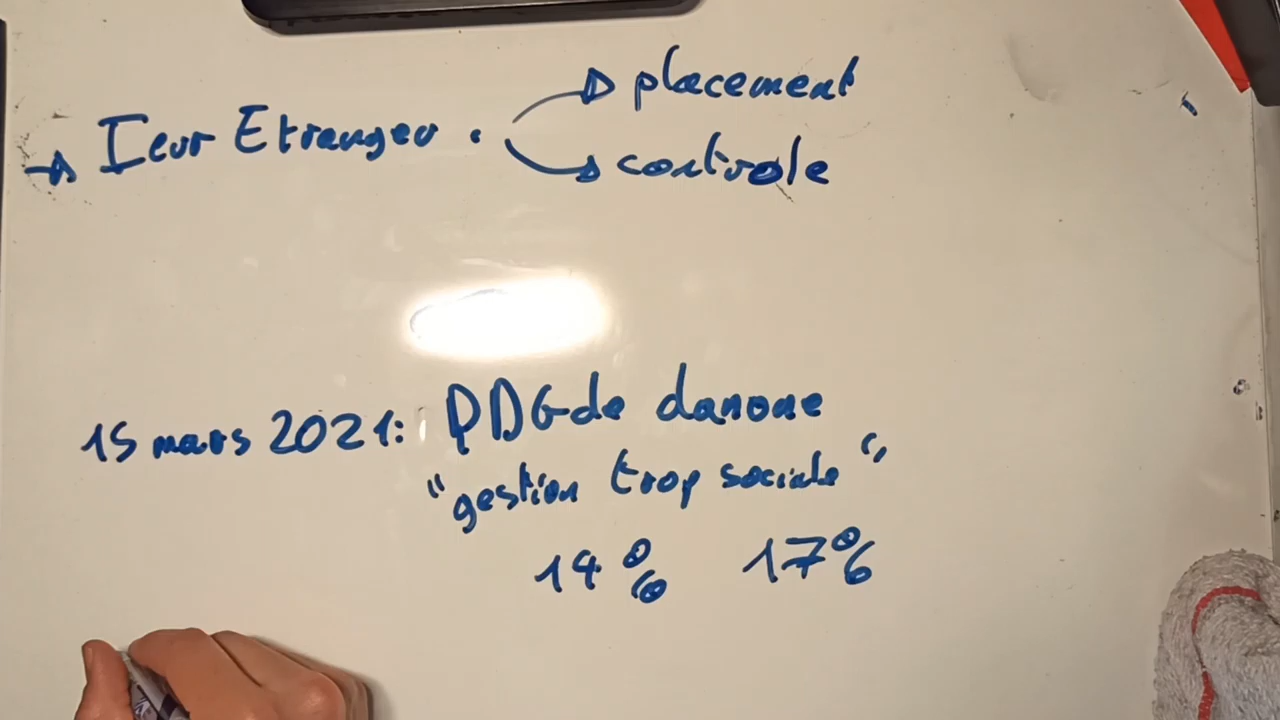 → Ieur Etranger .
→ placement
→ controle
15 mars 2021: PDG de danone
"gestion trop sociale"
14% 17%